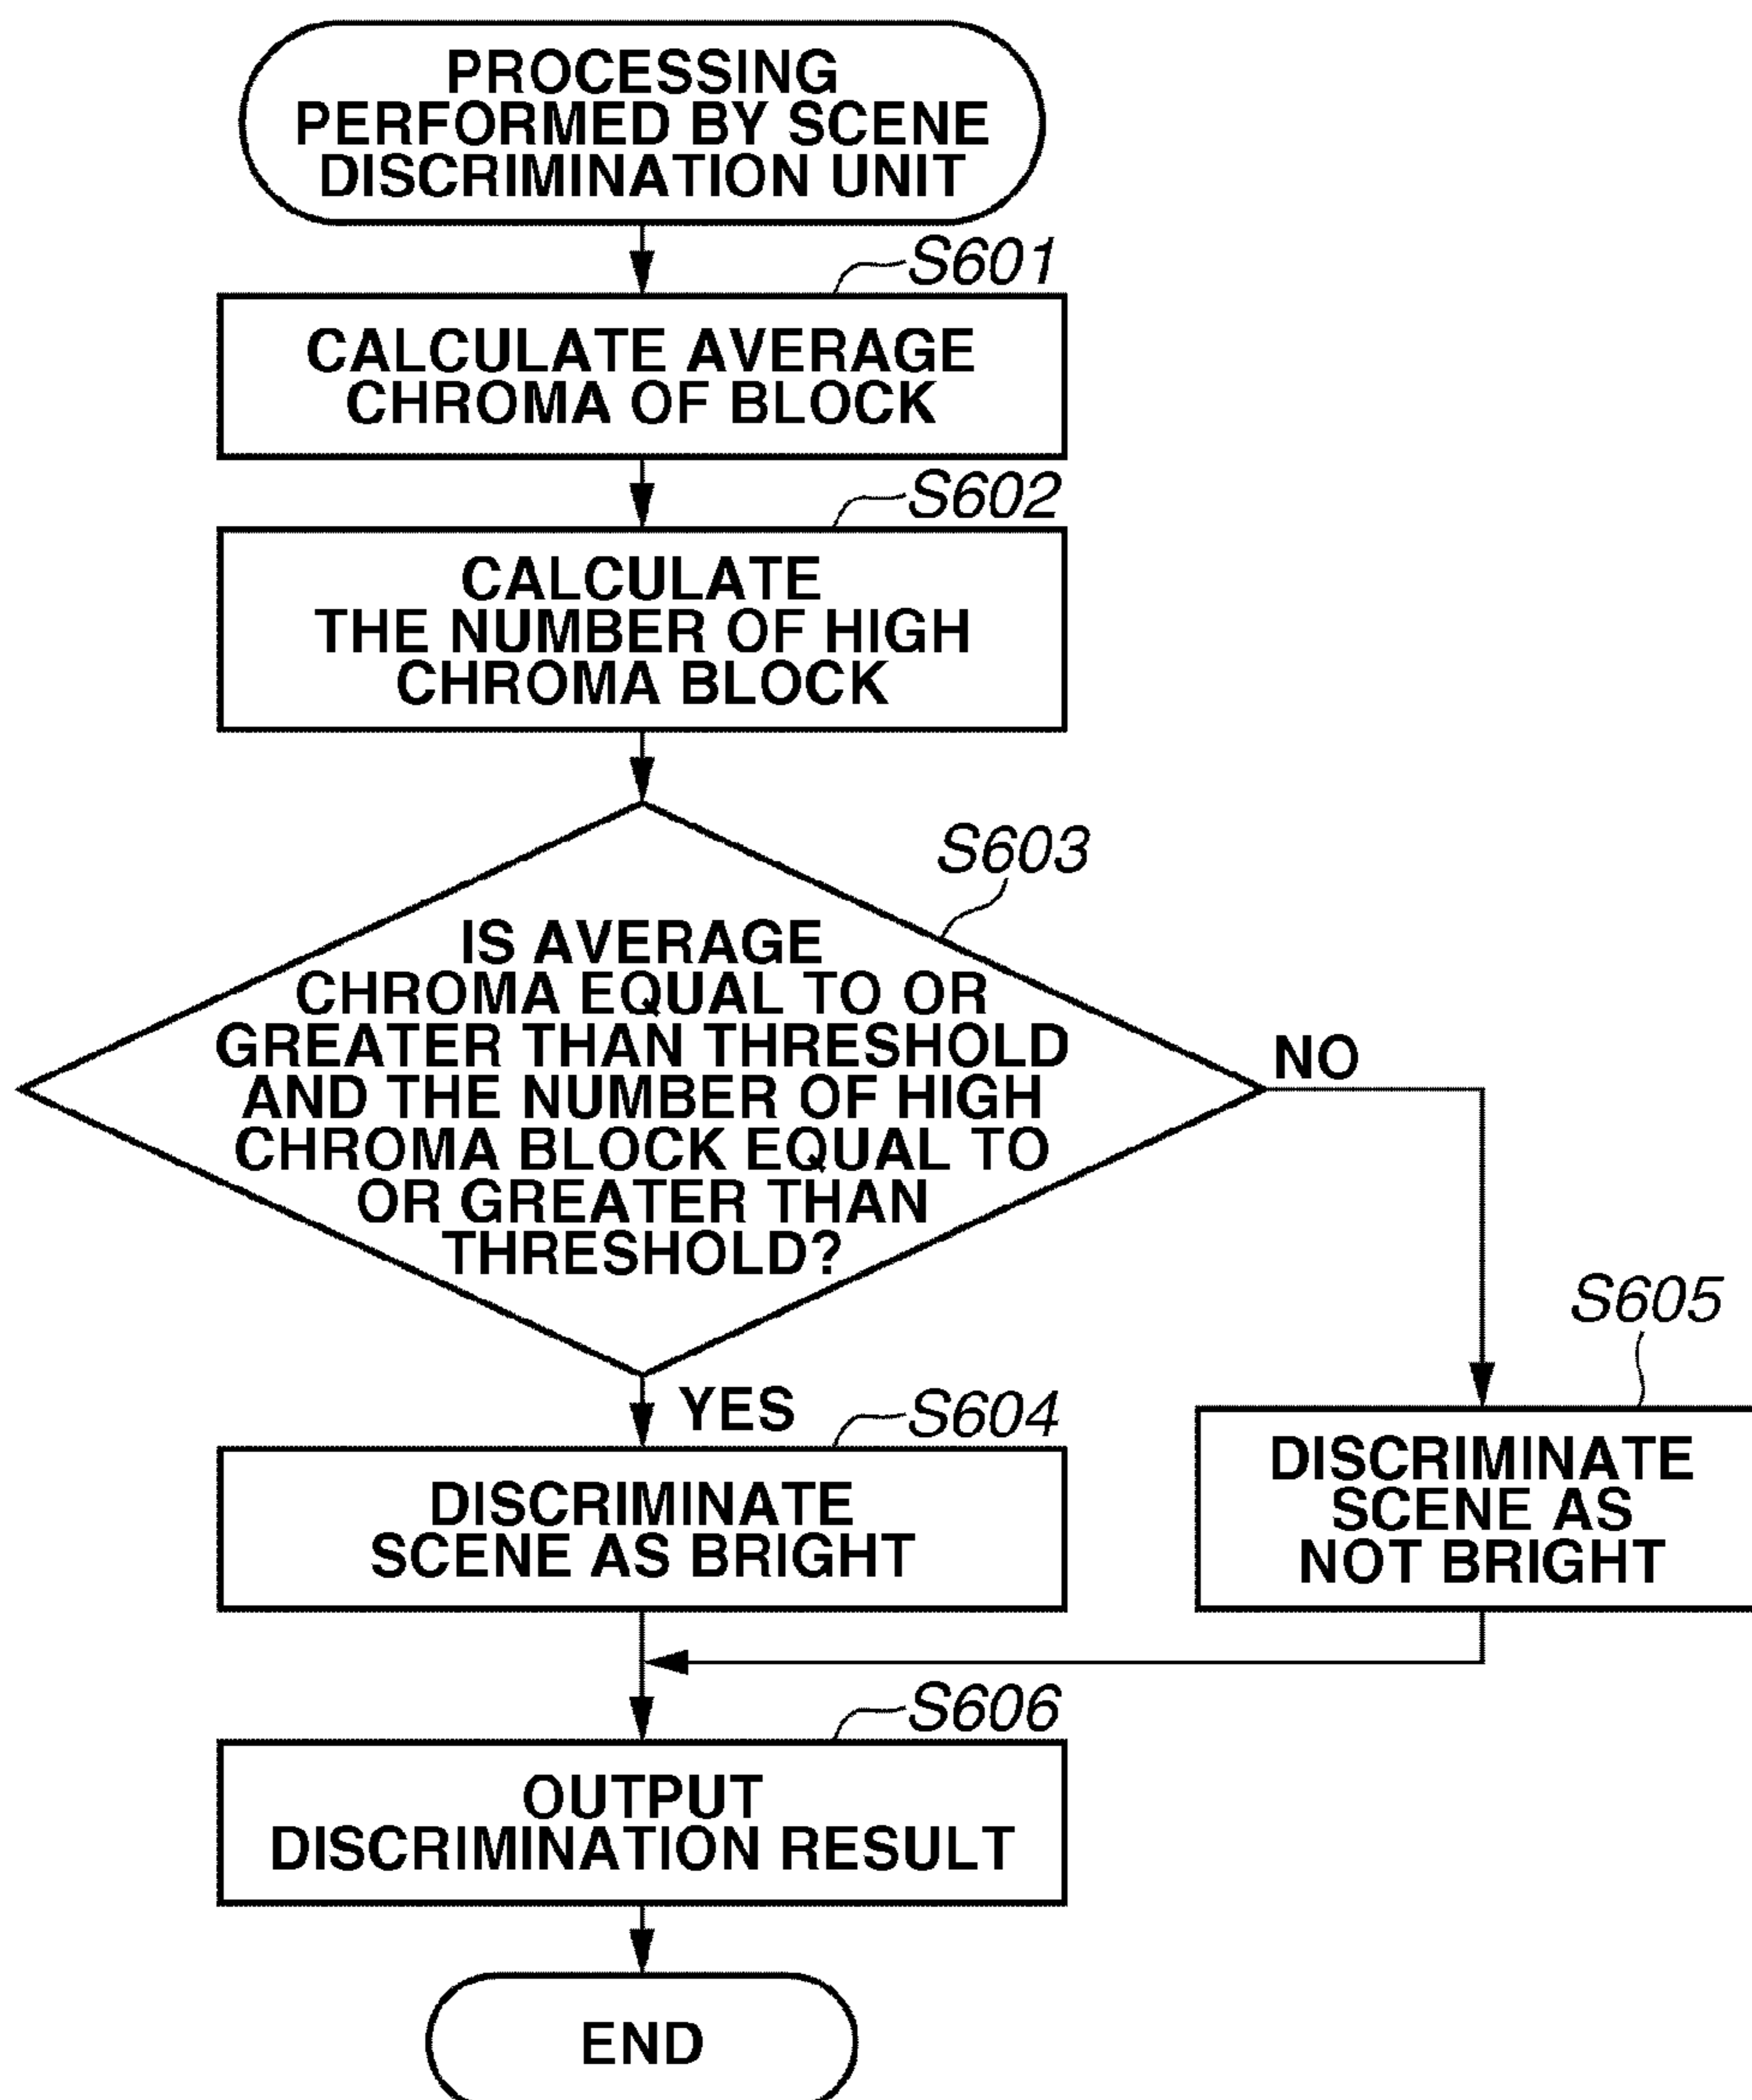 PROCESSING
PERFORMED BY SCENE
DISCRIMINATION UNIT
S601
CALCULATE AVERAGE
CHROMA OF BLOCK
S602
CALCULATE
THE NUMBER OF HIGH
CHROMA BLOCK
S603
IS AVERAGE
CHROMA EQUAL TO OR
GREATER THAN THRESHOLD
AND THE NUMBER OF HIGH
CHROMA BLOCK EQUAL TO
OR GREATER THAN
THRESHOLD?
NO
YES
S604
DISCRIMINATE
SCENE AS BRIGHT
S605
DISCRIMINATE
SCENE AS
NOT BRIGHT
S606
OUTPUT
DISCRIMINATION RESULT
END